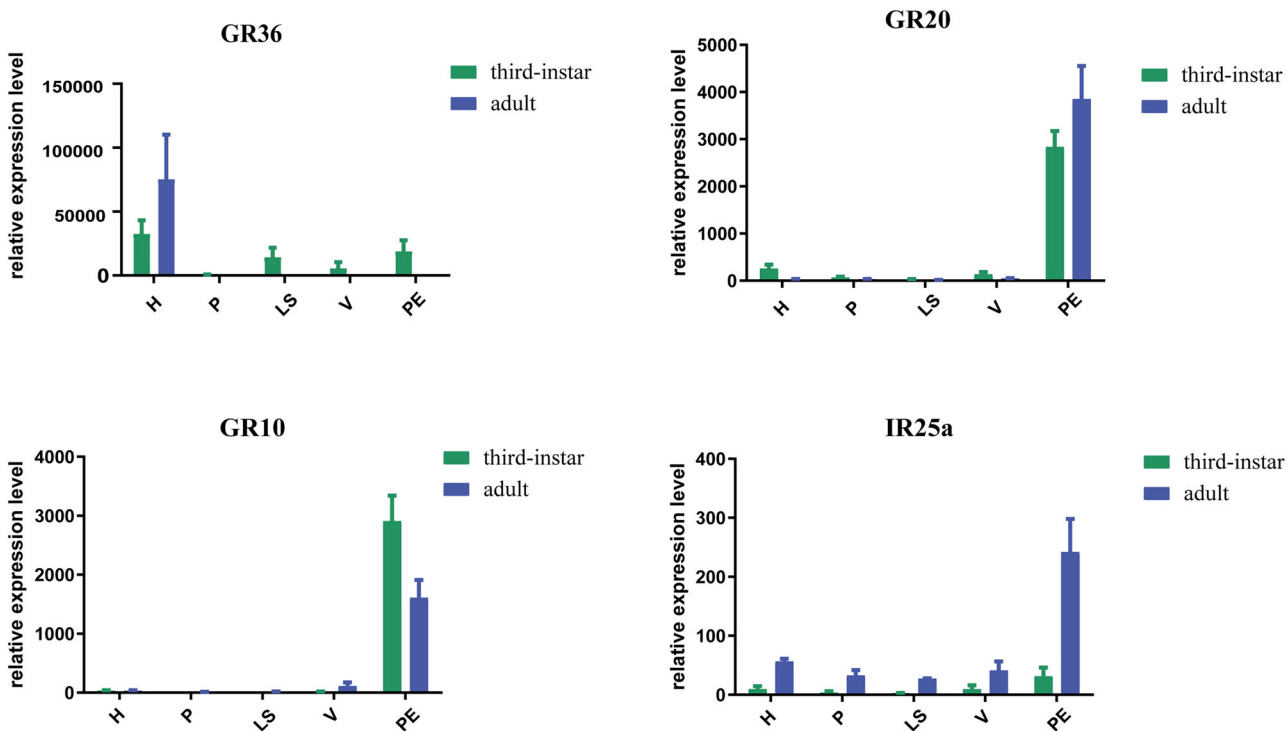 GR36
relative expression level
150000
100000
50000
0
H
P
LS
V
PE
third-instar
adult
GR20
relative expression level
5000
4000
3000
2000
1000
0
H
P
LS
V
PE
third-instar
adult
GR10
relative expression level
4000
3000
2000
1000
0
H
P
LS
V
PE
third-instar
adult
IR25a
relative expression level
400
300
200
100
0
H
P
LS
V
PE
third-instar
adult